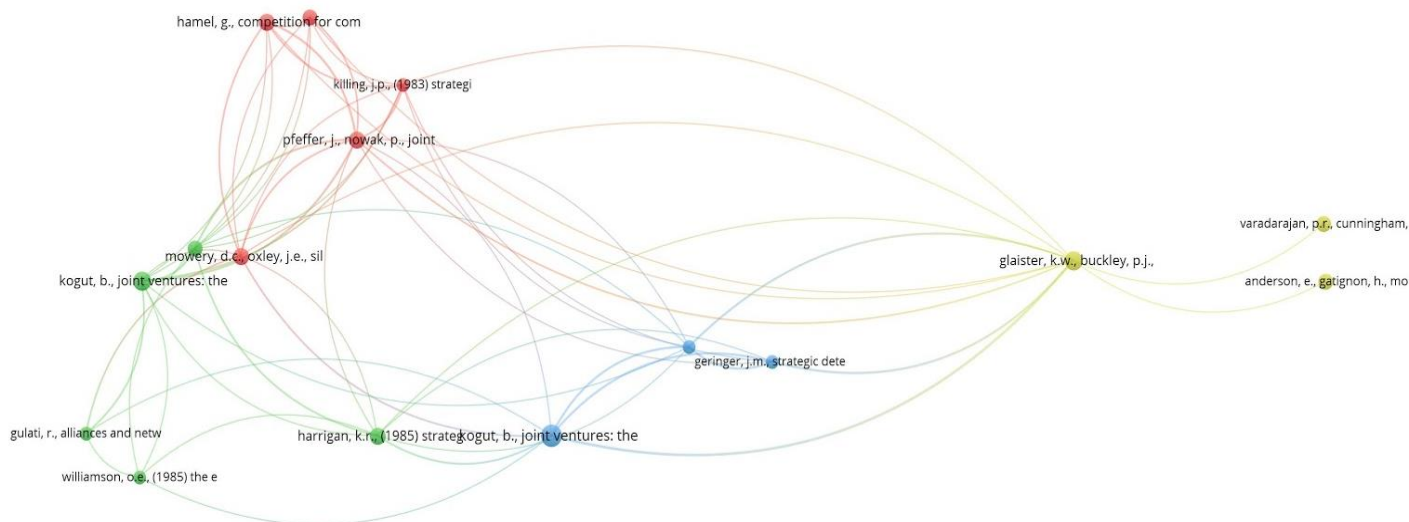 hamel, g., competition for com
killing, j.p., (1983) strategi
pfeffer, j., nowak, p., joint
varadarajan, p.r., cunningham,
mowery, d.c., oxley, j.e., sil
glaister, k.w., buckley, p.j.,
kogut, b., joint ventures: the
anderson, e., gatignon, h., mo
geringer, j.m., strategic dete
gulati, r., alliances and netw
harrigan, k.r., (1985) strateg
kogut, b., joint ventures: the
williamson, o.e., (1985) the e